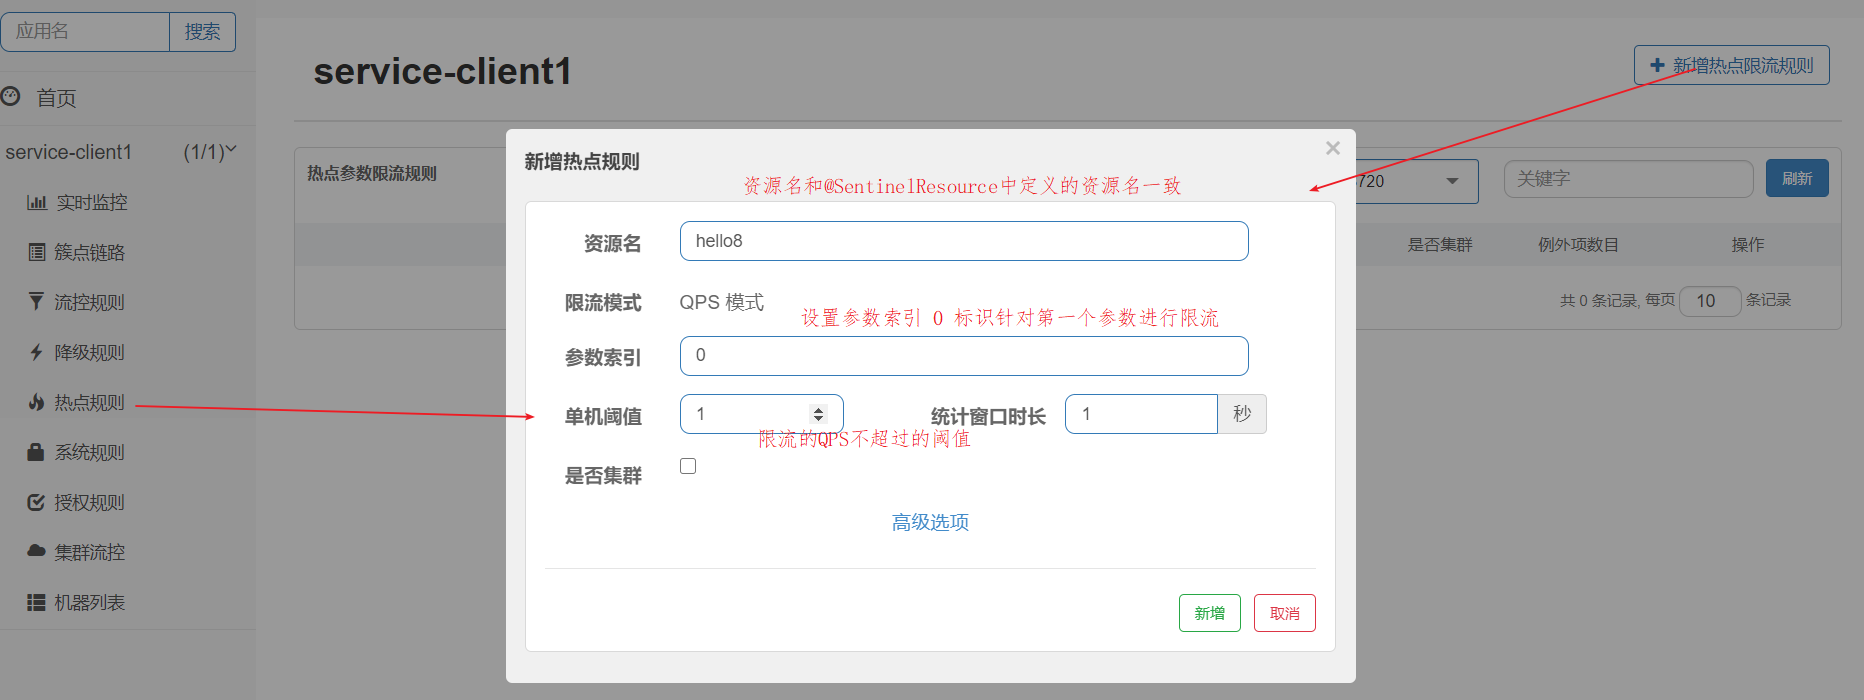 应用名 搜索
首页
service-client1 (1/1)
实时监控
簇点链路
流控规则
降级规则
热点规则
系统规则
授权规则
集群流控
机器列表
service-client1
新增热点限流规则
热点参数限流规则
720
关键字
刷新
是否集群 例外项数目 操作
共 0 条记录, 每页 10 条记录
新增热点规则
×
资源名和@SentinelResource中定义的资源名一致
资源名 hello8
限流模式 QPS 模式
设置参数索引 0 标识针对第一个参数进行限流
参数索引 0
单机阈值 1 统计窗口时长 1 秒
限流的QPS不超过的阈值
是否集群
高级选项
新增 取消